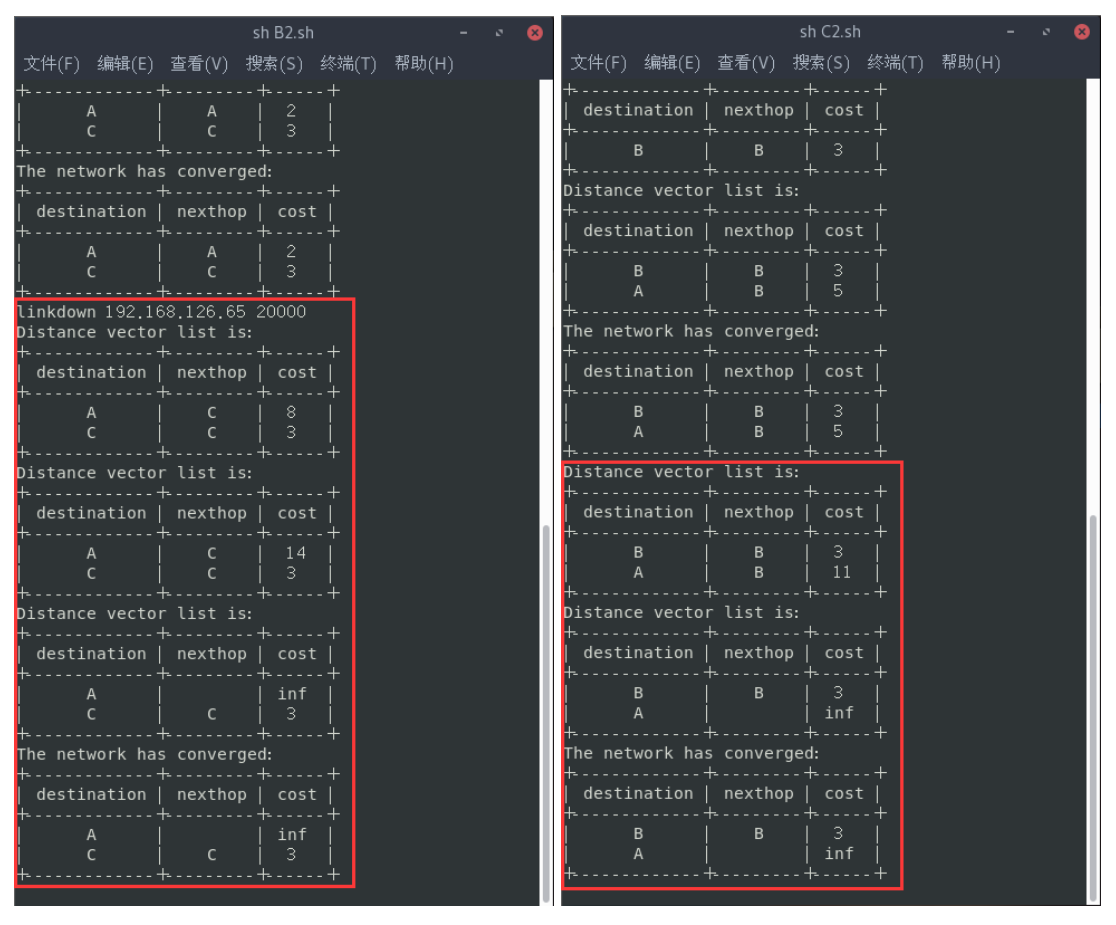 sh B2.sh
文件(F) 编辑(E) 查看(V) 搜索(S) 终端(T) 帮助(H)
+-------------+---------+------+
| A | A | 2 |
| C | C | 3 |
+-------------+---------+------+
The network has converged:
+-------------+---------+------+
| destination | nexthop | cost |
+-------------+---------+------+
| A | A | 2 |
| C | C | 3 |
+-------------+---------+------+
linkdown 192.168.126.65 20000
Distance vector list is:
+-------------+---------+------+
| destination | nexthop | cost |
+-------------+---------+------+
| A | C | 8 |
| C | C | 3 |
+-------------+---------+------+
Distance vector list is:
+-------------+---------+------+
| destination | nexthop | cost |
+-------------+---------+------+
| A | C | 14 |
| C | C | 3 |
+-------------+---------+------+
Distance vector list is:
+-------------+---------+------+
| destination | nexthop | cost |
+-------------+---------+------+
| A | | inf |
| C | C | 3 |
+-------------+---------+------+
The network has converged:
+-------------+---------+------+
| destination | nexthop | cost |
+-------------+---------+------+
| A | | inf |
| C | C | 3 |
+-------------+---------+------+
sh C2.sh
文件(F) 编辑(E) 查看(V) 搜索(S) 终端(T) 帮助(H)
+-------------+---------+------+
| destination | nexthop | cost |
+-------------+---------+------+
| B | B | 3 |
+-------------+---------+------+
Distance vector list is:
+-------------+---------+------+
| destination | nexthop | cost |
+-------------+---------+------+
| B | B | 3 |
| A | B | 5 |
+-------------+---------+------+
The network has converged:
+-------------+---------+------+
| destination | nexthop | cost |
+-------------+---------+------+
| B | B | 3 |
| A | B | 5 |
+-------------+---------+------+
Distance vector list is:
+-------------+---------+------+
| destination | nexthop | cost |
+-------------+---------+------+
| B | B | 3 |
| A | B | 11 |
+-------------+---------+------+
Distance vector list is:
+-------------+---------+------+
| destination | nexthop | cost |
+-------------+---------+------+
| B | B | 3 |
| A | | inf |
+-------------+---------+------+
The network has converged:
+-------------+---------+------+
| destination | nexthop | cost |
+-------------+---------+------+
| B | B | 3 |
| A | | inf |
+-------------+---------+------+